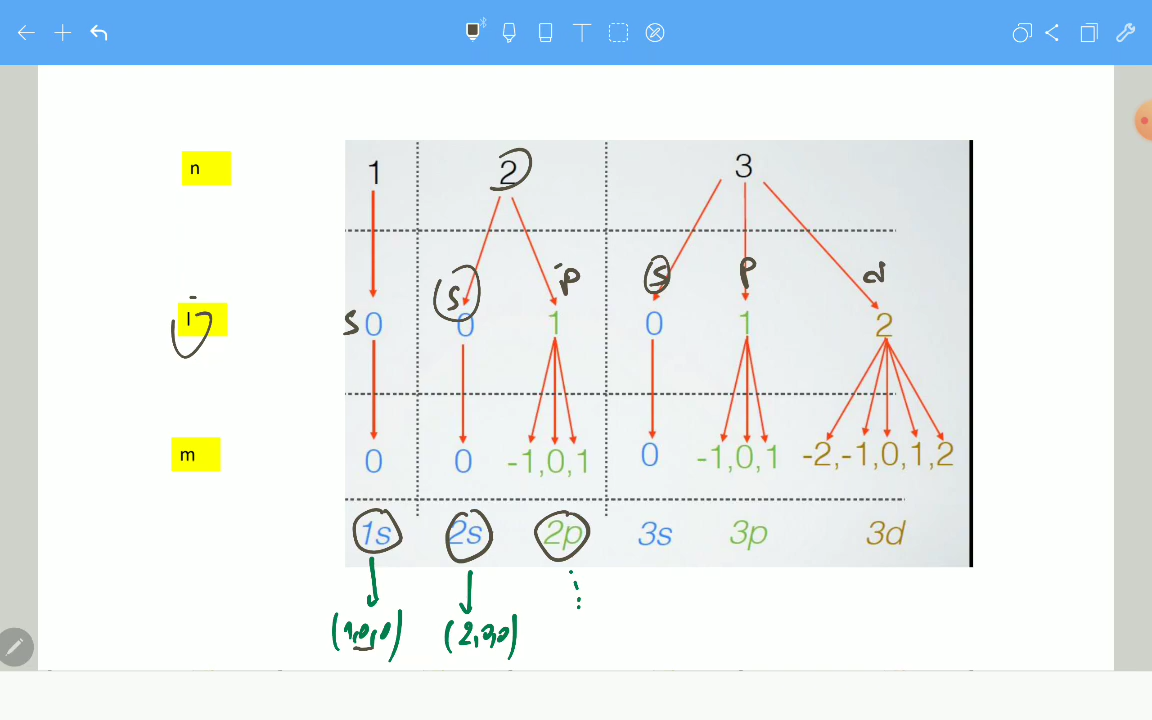 n 1 2 3
s p s p d
l s 0 0 1 0 1 2
m 0 0 -1,0,1 0 -1,0,1 -2,-1,0,1,2
1s 2s 2p 3s 3p 3d
(1,0,0) (2,0,0)